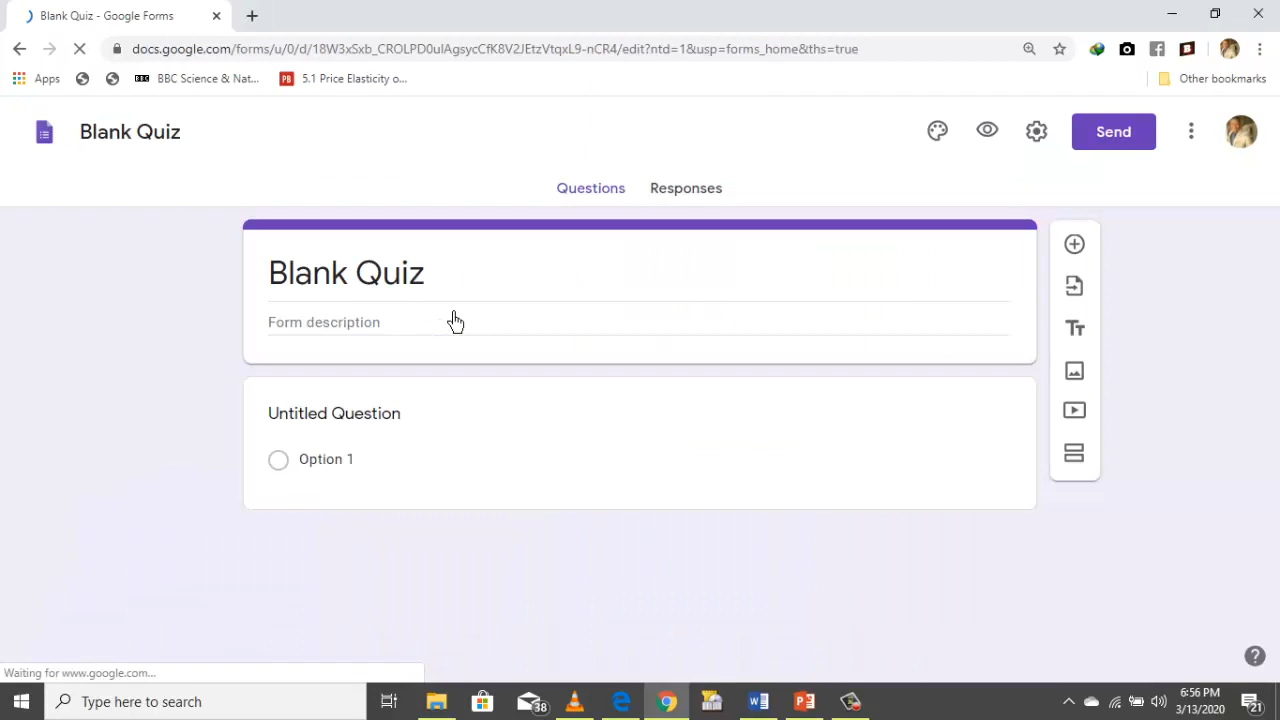 Blank Quiz - Google Forms
docs.google.com/forms/u/0/d/18W3xSxb_CROLPD0ulAgsycCfK8V2JEtzVtqxL9-nCR4/edit?ntd=1&usp=forms_home&ths=true
Apps
BBC
BBC Science & Nat...
PB
5.1 Price Elasticity o...
Other bookmarks
Blank Quiz
Send
Questions
Responses
Blank Quiz
Form description
Untitled Question
Option 1
Waiting for www.google.com...
Type here to search
38
6:56 PM
3/13/2020
21